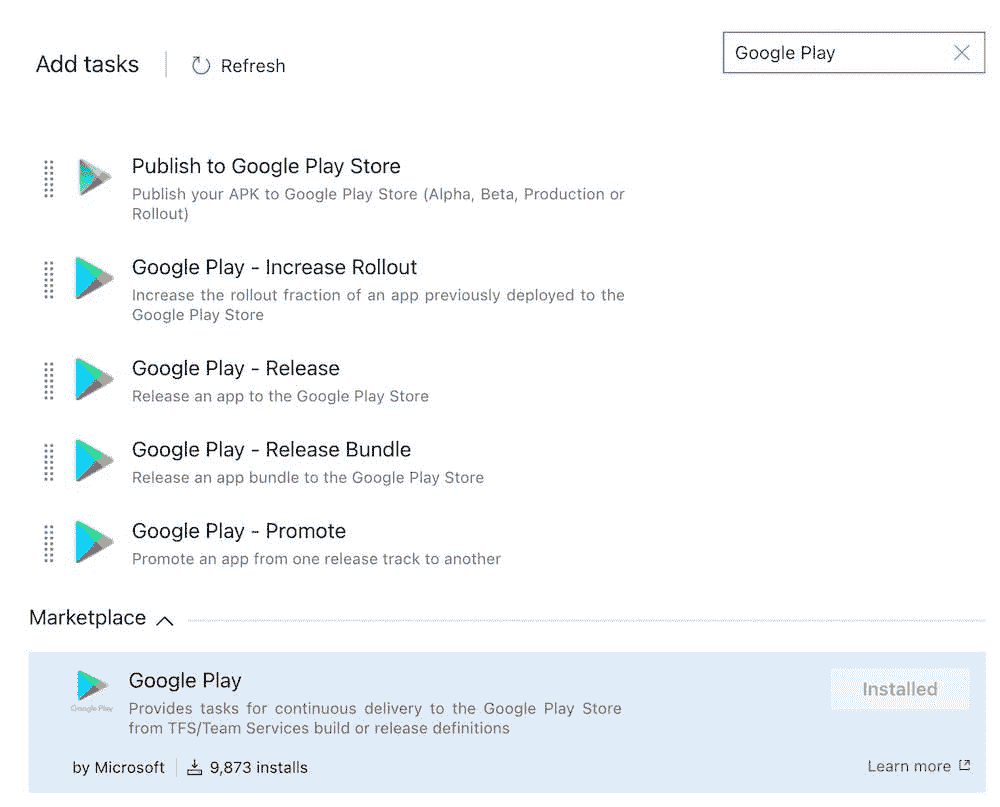 Add tasks
Refresh
Google Play
Publish to Google Play Store
Publish your APK to Google Play Store (Alpha, Beta, Production or
Rollout)
Google Play - Increase Rollout
Increase the rollout fraction of an app previously deployed to the
Google Play Store
Google Play - Release
Release an app to the Google Play Store
Google Play - Release Bundle
Release an app bundle to the Google Play Store
Google Play - Promote
Promote an app from one release track to another
Marketplace
Google Play
Google Play
Provides tasks for continuous delivery to the Google Play Store
from TFS/Team Services build or release definitions
Installed
by Microsoft
9,873 installs
Learn more